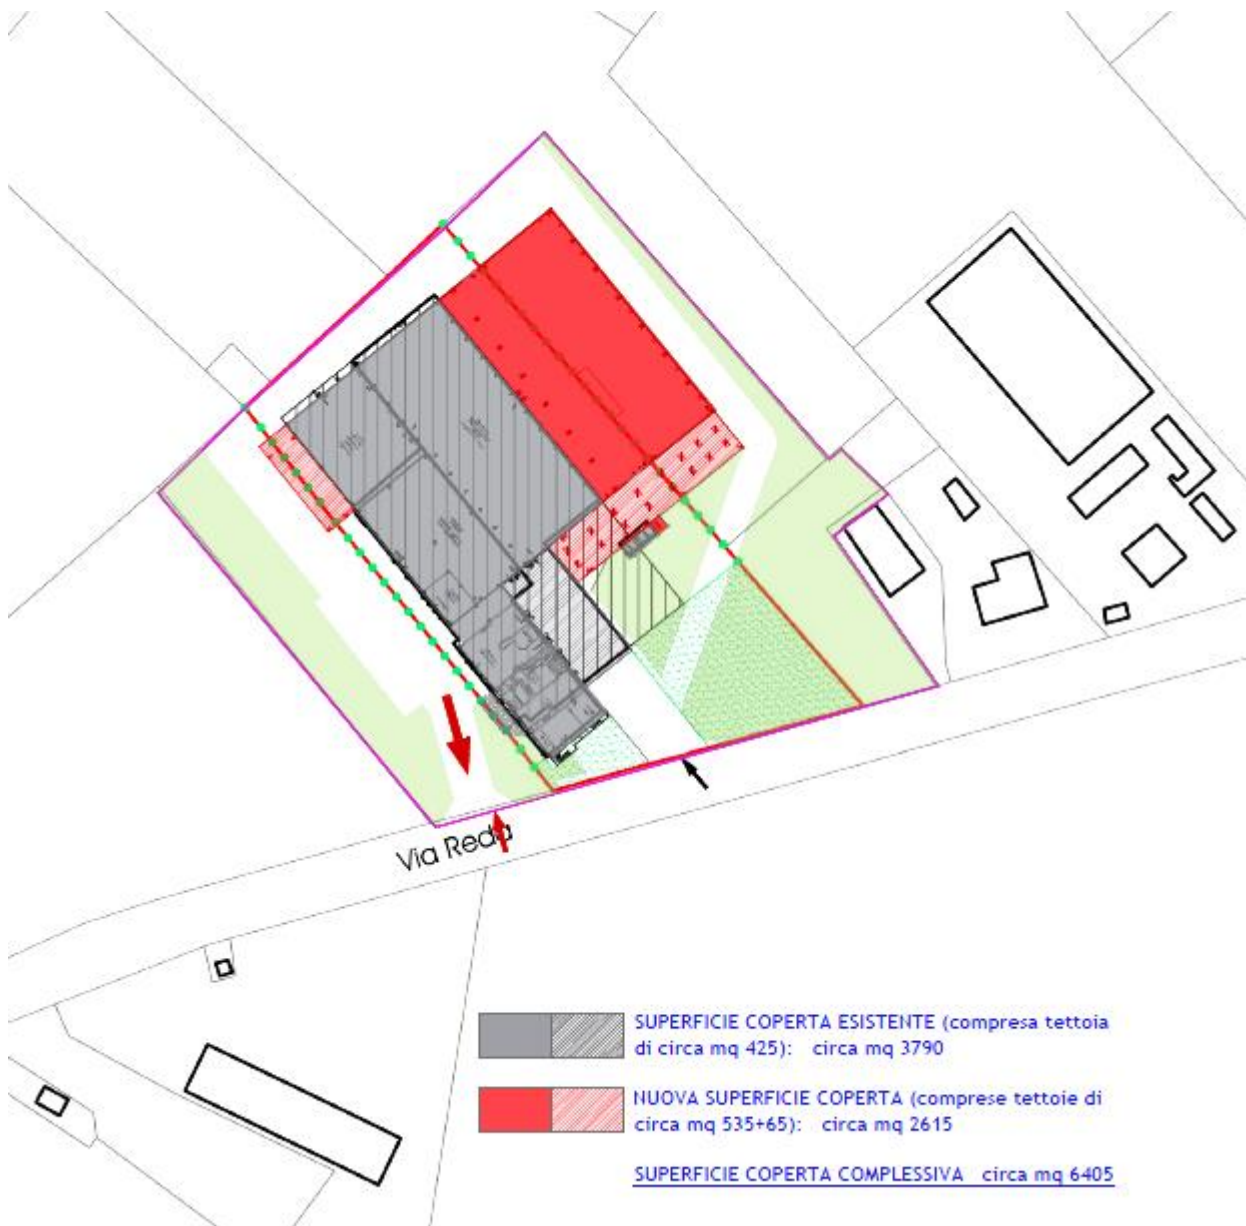 Via Reda
SUPERFICIE COPERTA ESISTENTE (compresa tettoia
di circa mq 425): circa mq 3790
NUOVA SUPERFICIE COPERTA (comprese tettoie di
circa mq 535+65): circa mq 2615
SUPERFICIE COPERTA COMPLESSIVA circa mq 6405